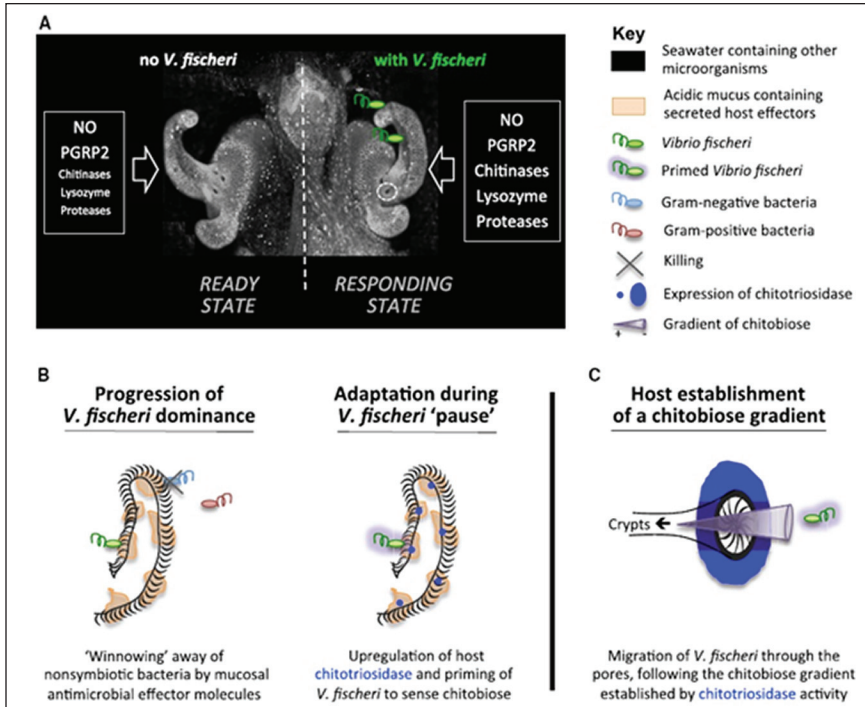 A
no V. fischeri
with V. fischeri
NO
PGRP2
Chitinases
Lysozyme
Proteases
NO
PGRP2
Chitinases
Lysozyme
Proteases
READY
STATE
RESPONDING
STATE
Key
Seawater containing other
microorganisms
Acidic mucus containing
secreted host effectors
Vibrio fischeri
Primed Vibrio fischeri
Gram-negative bacteria
Gram-positive bacteria
Killing
Expression of chitotriosidase
Gradient of chitobiose
+ -
B
Progression of
V. fischeri dominance
'Winnowing' away of
nonsymbiotic bacteria by mucosal
antimicrobial effector molecules
Adaptation during
V. fischeri 'pause'
Upregulation of host
chitotriosidase and priming of
V. fischeri to sense chitobiose
C
Host establishment
of a chitobiose gradient
Crypts
Migration of V. fischeri through the
pores, following the chitobiose gradient
established by chitotriosidase activity